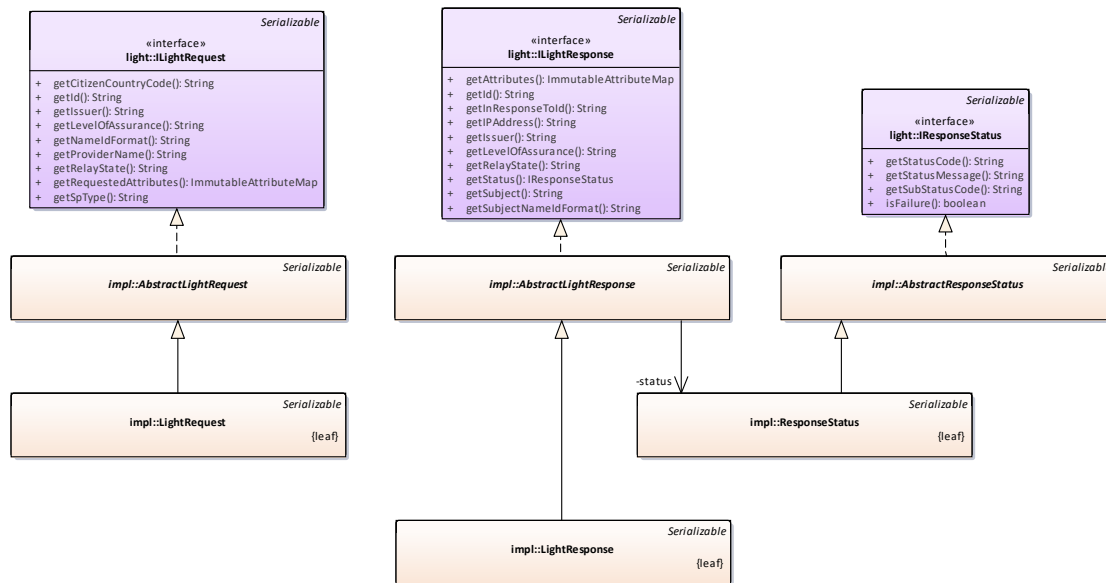 Serializable
«interface»
light::ILightRequest
+ getCitizenCountryCode(): String
+ getId(): String
+ getIssuer(): String
+ getLevelOfAssurance(): String
+ getNameIdFormat(): String
+ getProviderName(): String
+ getRelayState(): String
+ getRequestedAttributes(): ImmutableAttributeMap
+ getSpType(): String
Serializable
«interface»
light::ILightResponse
+ getAttributes(): ImmutableAttributeMap
+ getId(): String
+ getInResponseToId(): String
+ getIPAddress(): String
+ getIssuer(): String
+ getLevelOfAssurance(): String
+ getRelayState(): String
+ getStatus(): IResponseStatus
+ getSubject(): String
+ getSubjectNameIdFormat(): String
Serializable
«interface»
light::IResponseStatus
+ getStatusCode(): String
+ getStatusMessage(): String
+ getSubStatusCode(): String
+ isFailure(): boolean
Serializable
impl::AbstractLightRequest
Serializable
impl::AbstractLightResponse
Serializable
impl::AbstractResponseStatus
-status
Serializable
impl::LightRequest
{leaf}
Serializable
impl::ResponseStatus
{leaf}
Serializable
impl::LightResponse
{leaf}